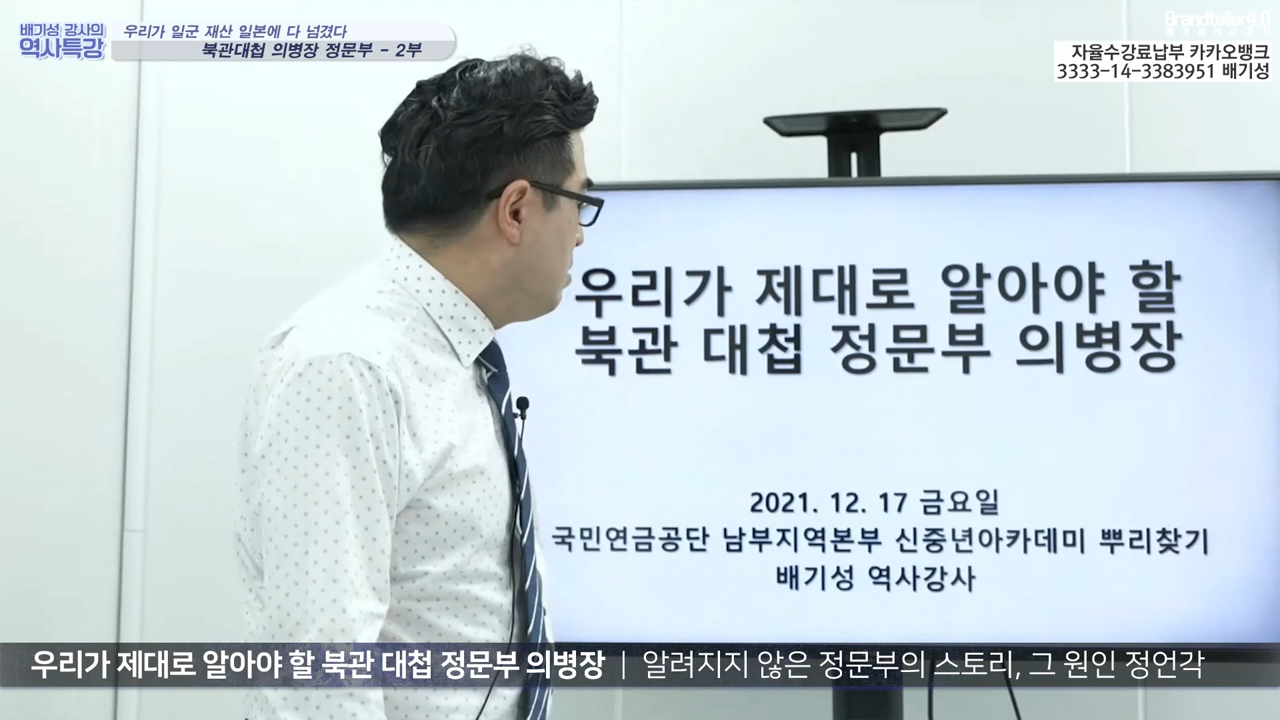 배기성 강사의
역사특강
우리가 일군 재산 일본에 다 넘겼다
북관대첩 의병장 정문부 - 2부
Brandteller4.0
자율수강료납부 카카오뱅크
3333-14-3383951 배기성
우리가 제대로 알아야 할
북관 대첩 정문부 의병장
2021. 12. 17 금요일
국민연금공단 남부지역본부 신중년아카데미 뿌리찾기
배기성 역사강사
우리가 제대로 알아야 할 북관 대첩 정문부 의병장 | 알려지지 않은 정문부의 스토리, 그 원인 정언각